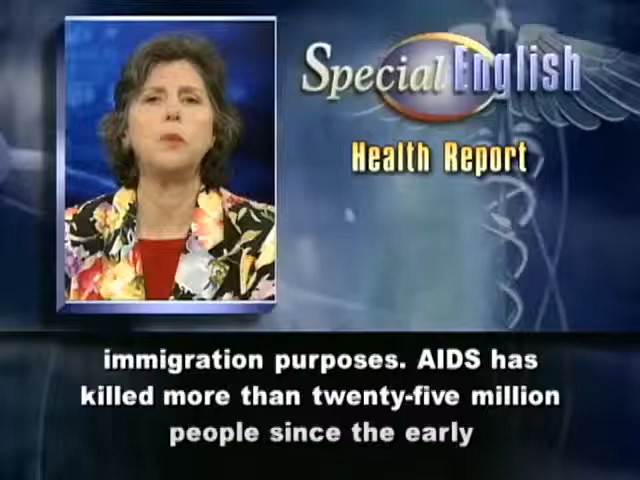 Special English
Health Report
immigration purposes. AIDS has
killed more than twenty-five million
people since the early